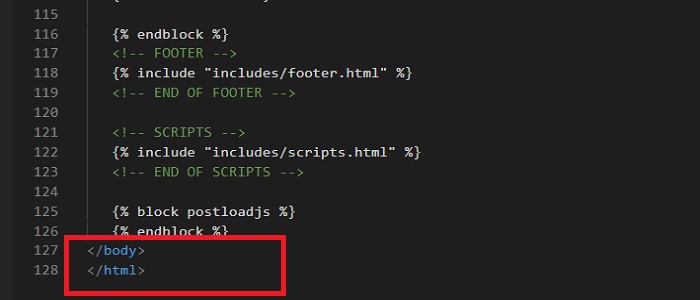 115
116 {% endblock %}
117 <!-- FOOTER -->
118 {% include "includes/footer.html" %}
119 <!-- END OF FOOTER -->
120
121 <!-- SCRIPTS -->
122 {% include "includes/scripts.html" %}
123 <!-- END OF SCRIPTS -->
124
125 {% block postloadjs %}
126 {% endblock %}
127 </body>
128 </html>